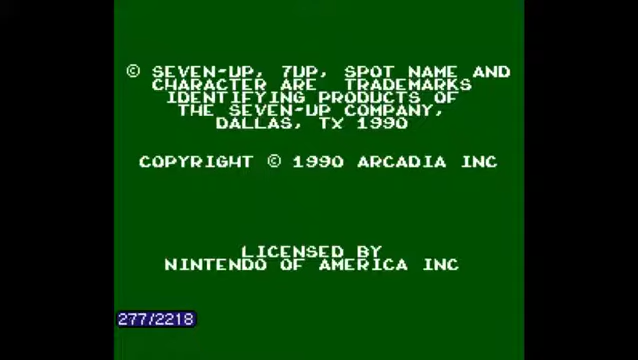 © SEVEN-UP, 7UP, SPOT NAME AND
CHARACTER ARE TRADEMARKS
IDENTIFYING PRODUCTS OF
THE SEVEN-UP COMPANY,
DALLAS, TX 1990
COPYRIGHT © 1990 ARCADIA INC
LICENSED BY
NINTENDO OF AMERICA INC
277/2218